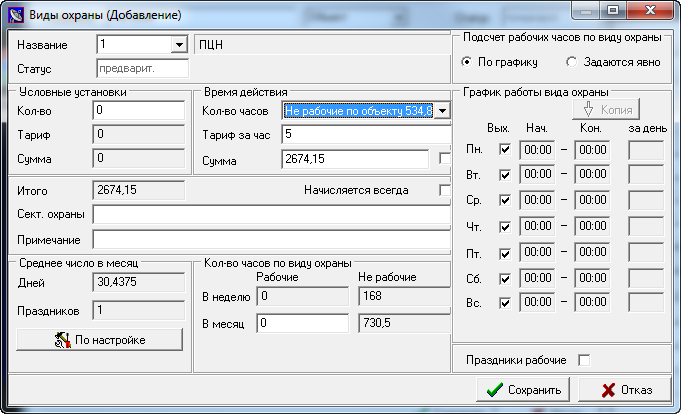 Виды охраны (Добавление)
Название 1 ПЦН
Статус предварит.
Подсчет рабочих часов по виду охраны
По графику Задаются явно
Условные установки
Кол-во 0
Тариф 0
Сумма 0
Время действия
Кол-во часов Не рабочие по объекту 534,8
Тариф за час 5
Сумма 2674,15
Итого 2674,15 Начисляется всегда
Сект. охраны
Примечание
Среднее число в месяц
Дней 30,4375
Праздников 1
По настройке
Кол-во часов по виду охраны
Рабочие Не рабочие
В неделю 0 168
В месяц 0 730,5
График работы вида охраны
Копия
Вых. Нач. Кон. за день
Пн. 00:00 – 00:00
Вт. 00:00 – 00:00
Ср. 00:00 – 00:00
Чт. 00:00 – 00:00
Пт. 00:00 – 00:00
Сб. 00:00 – 00:00
Вс. 00:00 – 00:00
Праздники рабочие
Сохранить Отказ